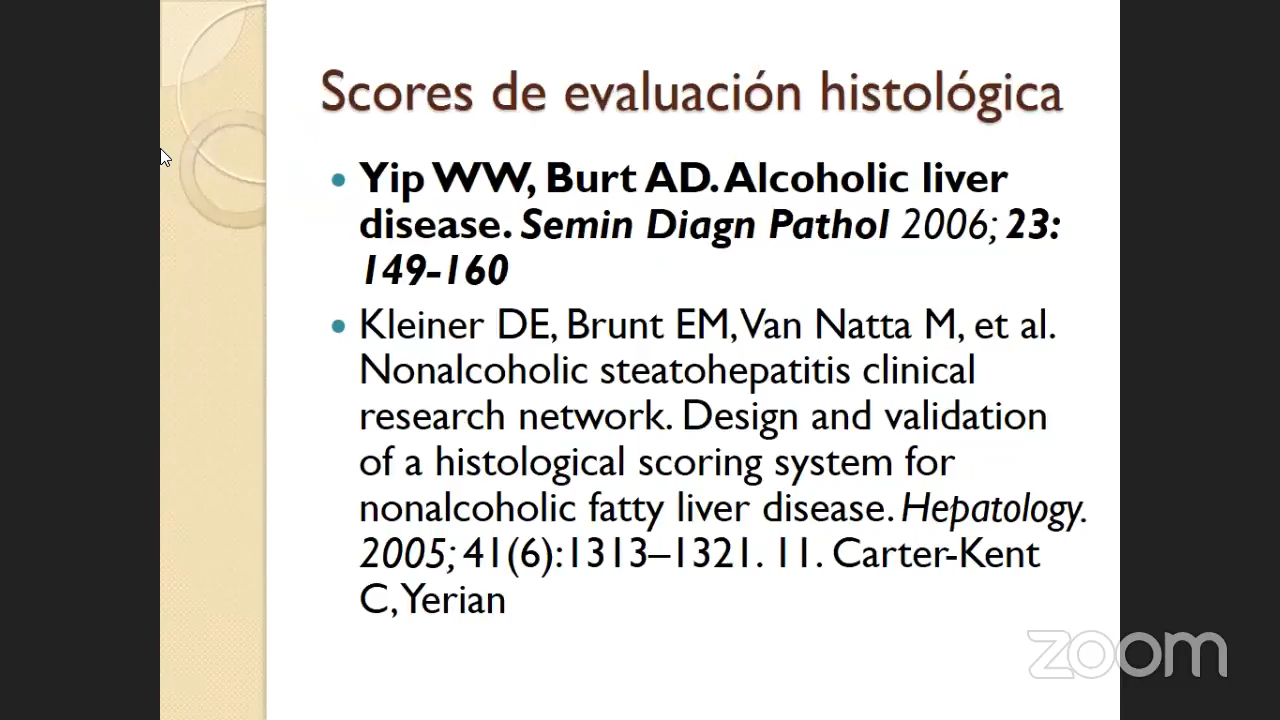 Scores de evaluación histológica
• Yip WW, Burt AD. Alcoholic liver
disease. Semin Diagn Pathol 2006; 23:
149-160
• Kleiner DE, Brunt EM, Van Natta M, et al.
Nonalcoholic steatohepatitis clinical
research network. Design and validation
of a histological scoring system for
nonalcoholic fatty liver disease. Hepatology.
2005; 41(6):1313–1321. 11. Carter-Kent
C, Yerian
zoom